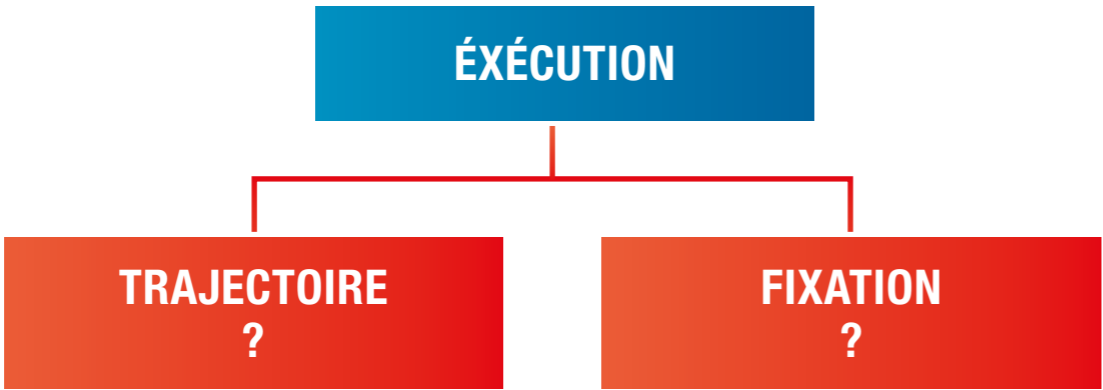 ÉXÉCUTION
TRAJECTOIRE
?
FIXATION
?